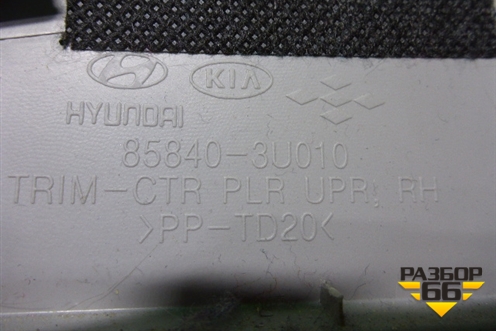 KIA
HYUNDAI
85840-3U010
TRIM-CTR PLR UPR, RH
>PP-TD20<
РАЗБОР
66